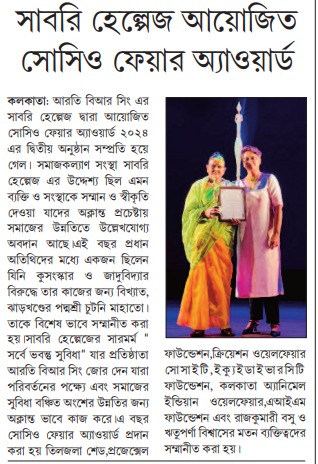 সাবরি হেল্পেজ আয়োজিত
সোসিও ফেয়ার অ্যাওয়ার্ড
কলকাতা: আরতি বিআর সিং এর
সাবরি হেল্পেজ দ্বারা আয়োজিত
সোসিও ফেয়ার অ্যাওয়ার্ড ২০২৪
এর দ্বিতীয় অনুষ্ঠান সম্প্রতি হয়ে
গেল। সমাজকল্যাণ সংস্থা সাবরি
হেল্পেজ এর উদ্দেশ্য ছিল এমন
ব্যক্তি ও সংস্থাকে সম্মান ও স্বীকৃতি
দেওয়া যাদের অক্লান্ত প্রচেষ্টায়
সমাজের উন্নতিতে উল্লেখযোগ্য
অবদান আছে।এই বছর প্রধান
অতিথিদের মধ্যে একজন ছিলেন
যিনি কুসংস্কার ও জাদুবিদ্যার
বিরুদ্ধে তার কাজের জন্য বিখ্যাত,
ঝাড়খণ্ডের পদ্মশ্রী চুটনি মাহাতো।
তাকে বিশেষ ভাবে সম্মানীত করা
হয়।সাবরি হেল্পেজের সারমর্ম "
সর্বে ভবন্তু সুবিধা" যার প্রতিষ্ঠাতা
আরতি বিআর সিং জোর দেন যারা
পরিবর্তনের পক্ষ্যে এবং সমাজের
সুবিধা বঞ্চিত অংশের উন্নতির জন্য
অক্লান্ত ভাবে কাজ করে।এ বছর
সোসিও ফেয়ার অ্যাওয়ার্ড প্রদান
করা হয় তিলজলা শেড,প্রজেক্সেল
ফাউন্ডেশন,ক্রিয়েশন ওয়েলফেয়ার
সোসাইটি,ইকুইডাইভারসিটি
ফাউন্ডেশন, কলকাতা অ্যানিমেল
ইন্ডিয়ান ওয়েলফেয়ার,এআইএম
ফাউন্ডেশন এবং রাজকুমারী বসু ও
ঋতুপর্ণা বিশ্বাসের মতন ব্যক্তিত্বদের
সম্মানীত করা হয়।